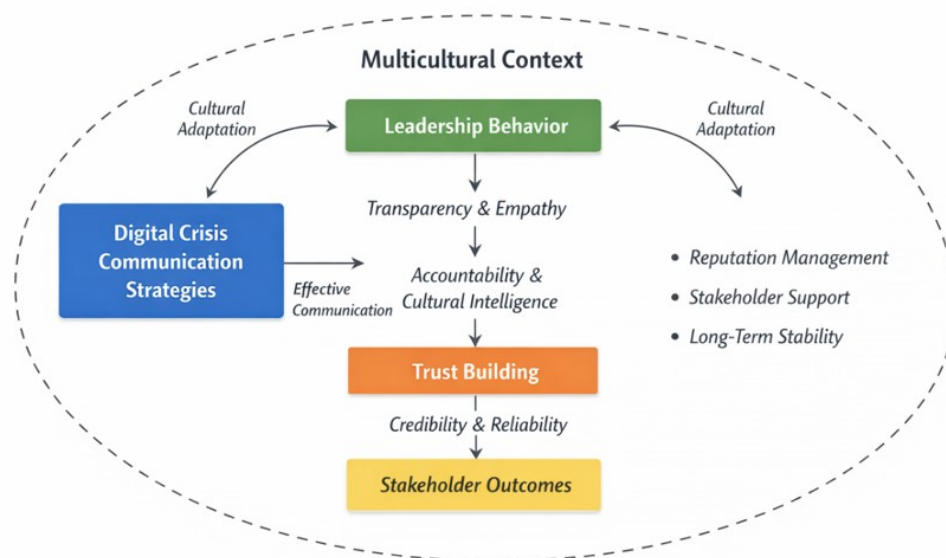 Multicultural Context
Cultural
Adaptation
Leadership Behavior
Cultural
Adaptation
Transparency & Empathy
Digital Crisis
Communication
Strategies
Effective
Communication
Accountability &
Cultural Intelligence
• Reputation Management
• Stakeholder Support
• Long-Term Stability
Trust Building
Credibility & Reliability
Stakeholder Outcomes